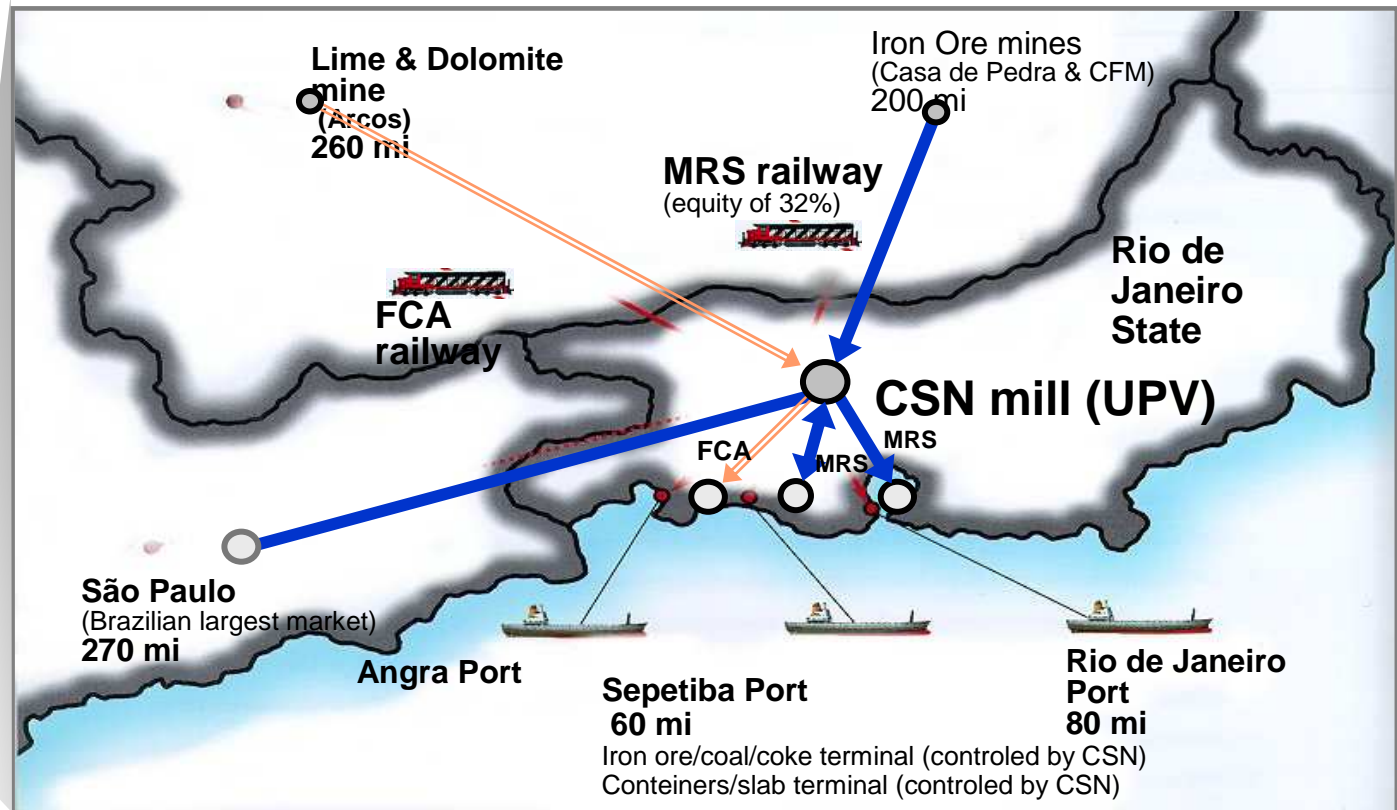 Lime & Dolomite
mine
(Arcos)
260 mi
Iron Ore mines
(Casa de Pedra & CFM)
200 mi
MRS railway
(equity of 32%)
Rio de
Janeiro
State
FCA
railway
CSN mill (UPV)
FCA
MRS
MRS
São Paulo
(Brazilian largest market)
270 mi
Angra Port
Sepetiba Port
60 mi
Iron ore/coal/coke terminal (controled by CSN)
Conteiners/slab terminal (controled by CSN)
Rio de Janeiro
Port
80 mi